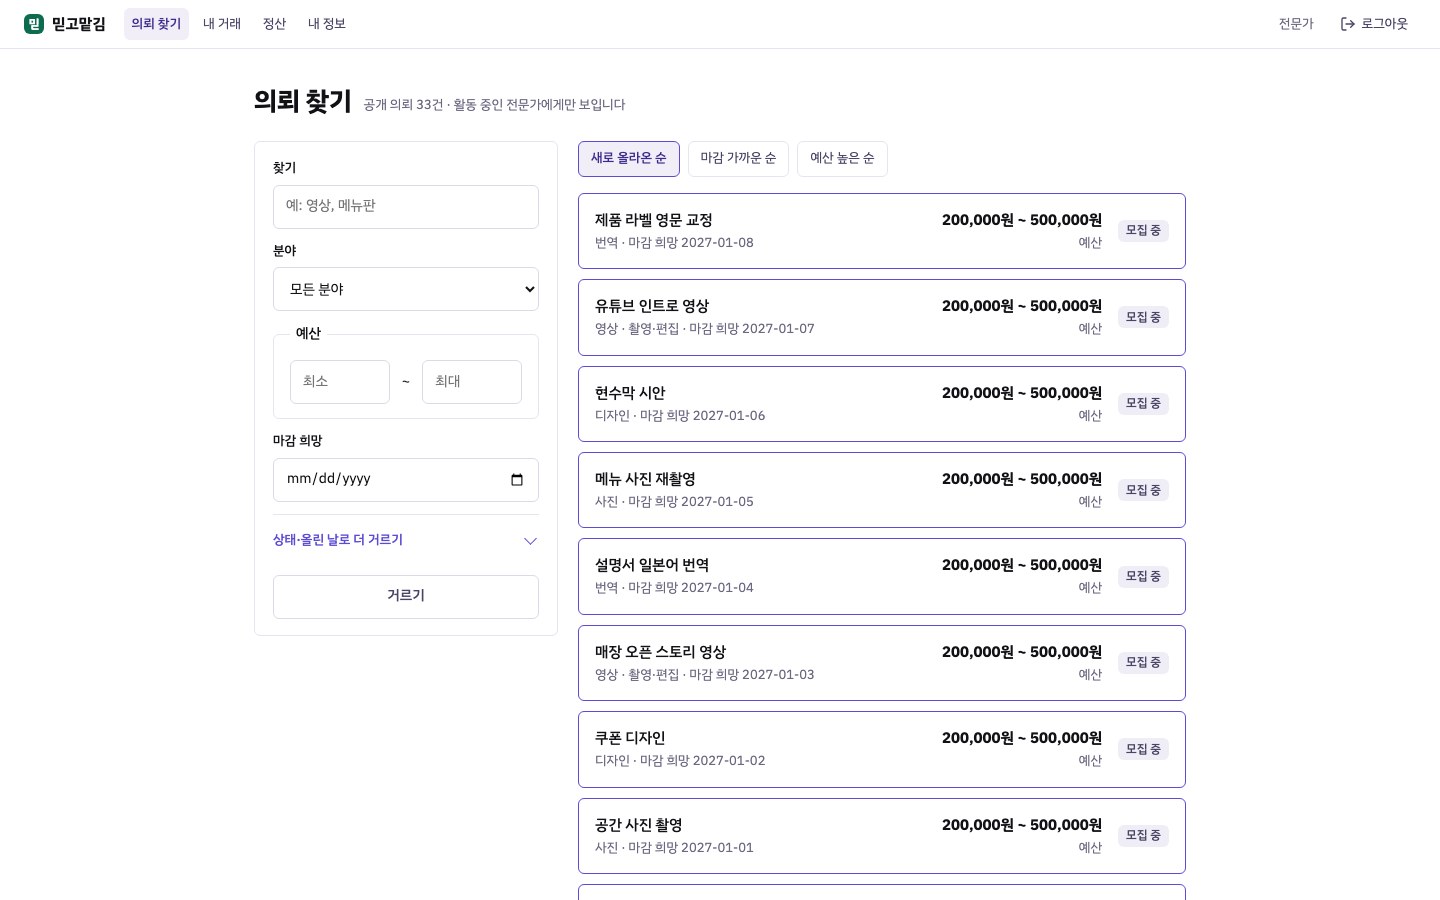 믿 믿고맡김 의뢰 찾기 내 거래 정산 내 정보 전문가 로그아웃
의뢰 찾기 공개 의뢰 33건 · 활동 중인 전문가에게만 보입니다
찾기
예: 영상, 메뉴판
분야
모든 분야
예산
최소 ~ 최대
마감 희망
mm/dd/yyyy
상태·올린 날로 더 거르기
거르기
새로 올라온 순 마감 가까운 순 예산 높은 순
제품 라벨 영문 교정 200,000원 ~ 500,000원 모집 중
번역 · 마감 희망 2027-01-08 예산
유튜브 인트로 영상 200,000원 ~ 500,000원 모집 중
영상 · 촬영·편집 · 마감 희망 2027-01-07 예산
현수막 시안 200,000원 ~ 500,000원 모집 중
디자인 · 마감 희망 2027-01-06 예산
메뉴 사진 재촬영 200,000원 ~ 500,000원 모집 중
사진 · 마감 희망 2027-01-05 예산
설명서 일본어 번역 200,000원 ~ 500,000원 모집 중
번역 · 마감 희망 2027-01-04 예산
매장 오픈 스토리 영상 200,000원 ~ 500,000원 모집 중
영상 · 촬영·편집 · 마감 희망 2027-01-03 예산
쿠폰 디자인 200,000원 ~ 500,000원 모집 중
디자인 · 마감 희망 2027-01-02 예산
공간 사진 촬영 200,000원 ~ 500,000원 모집 중
사진 · 마감 희망 2027-01-01 예산